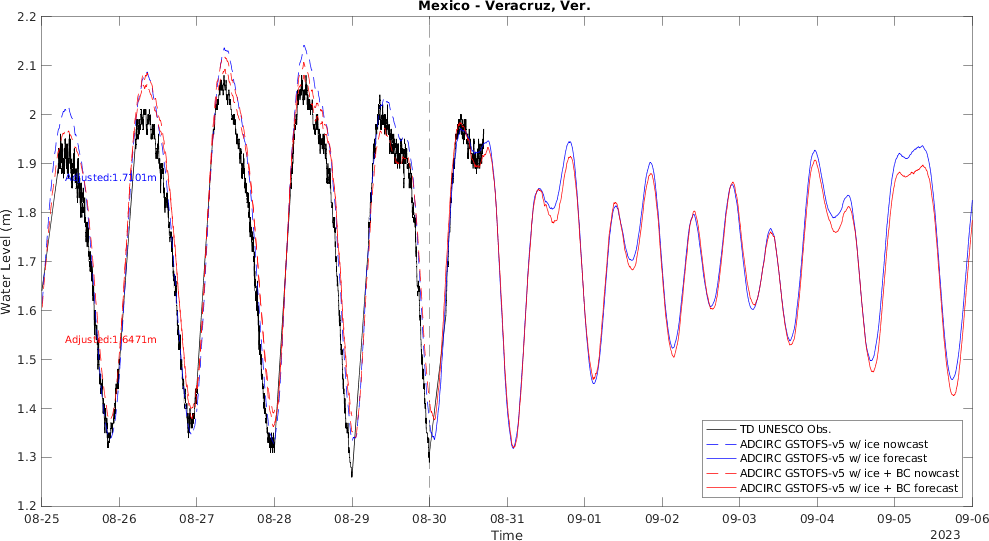 Mexico - Veracruz, Ver.
2.2
2.1
2
1.9
1.8
1.7
1.6
1.5
1.4
1.3
1.2
Water Level (m)
Adjusted:1.7101m
Adjusted:1.6471m
TD UNESCO Obs.
ADCIRC GSTOFS-v5 w/ ice nowcast
ADCIRC GSTOFS-v5 w/ ice forecast
ADCIRC GSTOFS-v5 w/ ice + BC nowcast
ADCIRC GSTOFS-v5 w/ ice + BC forecast
08-25 08-26 08-27 08-28 08-29 08-30 08-31 09-01 09-02 09-03 09-04 09-05 09-06
Time
2023